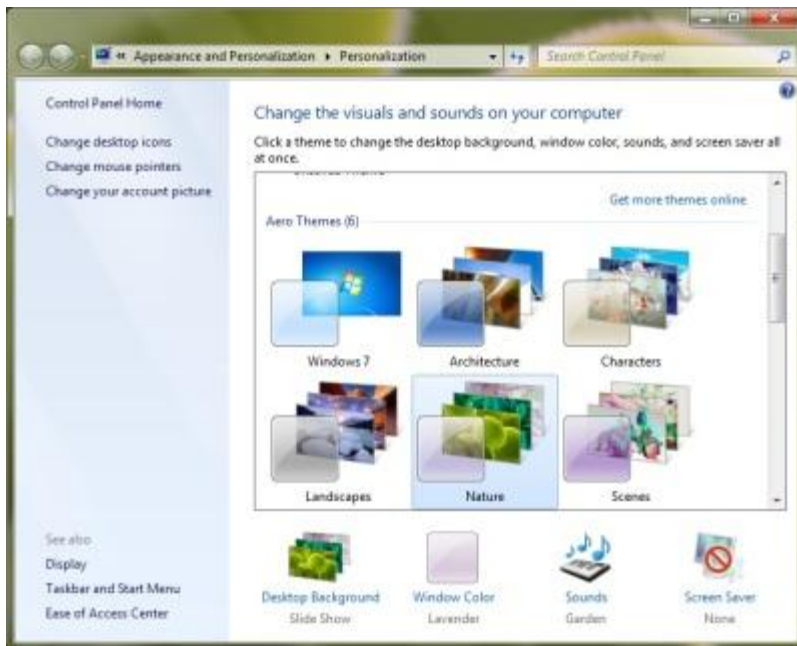 « Appearance and Personalization ▸ Personalization
Search Control Panel
Control Panel Home
Change desktop icons
Change mouse pointers
Change your account picture
Change the visuals and sounds on your computer
Click a theme to change the desktop background, window color, sounds, and screen saver all
at once.
Get more themes online
Aero Themes (6)
Windows 7
Architecture
Characters
Landscapes
Nature
Scenes
See also
Display
Taskbar and Start Menu
Ease of Access Center
Desktop Background
Slide Show
Window Color
Lavender
Sounds
Garden
Screen Saver
None